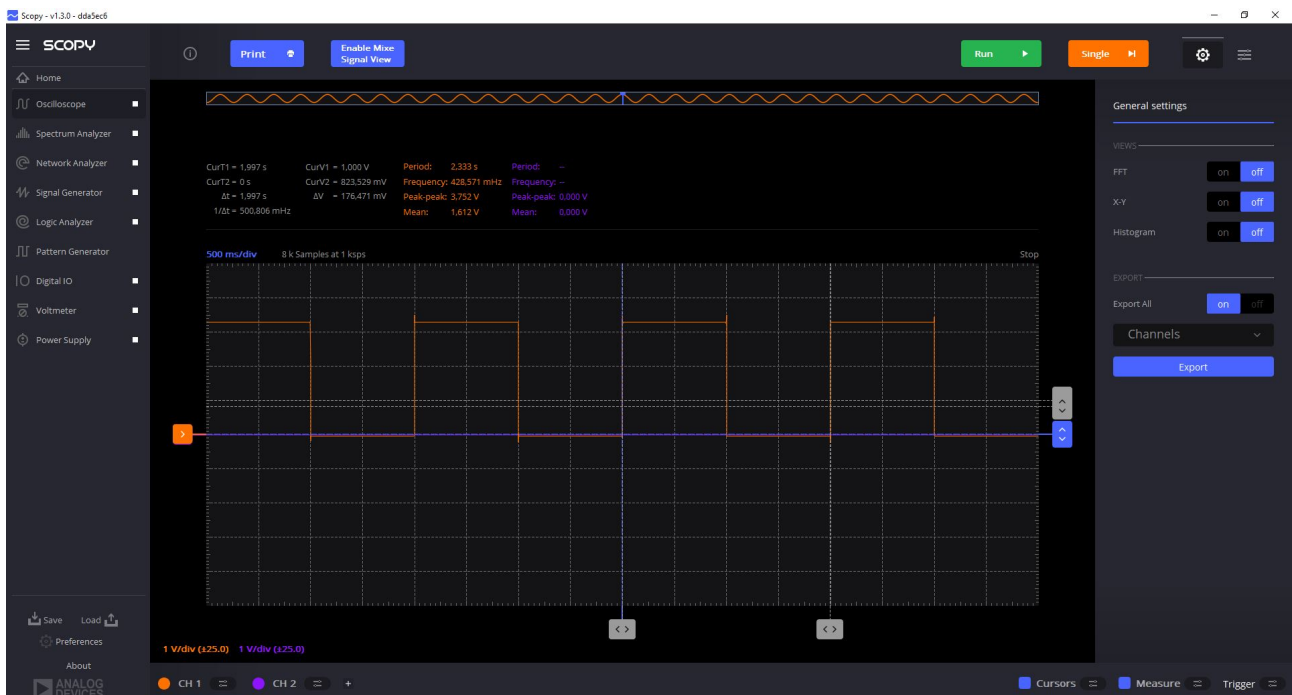 Scopy - v1.3.0 - dda5ec6
SCOPY
Print
Enable Mixe
Signal View
Run
Single
Home
Oscilloscope
Spectrum Analyzer
Network Analyzer
Signal Generator
Logic Analyzer
Pattern Generator
Digital IO
Voltmeter
Power Supply
CurT1 = 1,997 s
CurT2 = 0 s
Δt = 1,997 s
1/Δt = 500,806 mHz
CurV1 = 1,000 V
CurV2 = 823,529 mV
ΔV = 176,471 mV
Period: 2,333 s
Frequency: 428,571 mHz
Peak-peak: 3,752 V
Mean: 1,612 V
Period: --
Frequency: --
Peak-peak: 0,000 V
Mean: 0,000 V
500 ms/div 8 k Samples at 1 ksps Stop
General settings
VIEWS
FFT on off
X-Y on off
Histogram on off
EXPORT
Export All on off
Channels
Export
1 V/div (±25.0) 1 V/div (±25.0)
Save Load
Preferences
About
ANALOG
DEVICES
CH 1 CH 2 + Cursors Measure Trigger